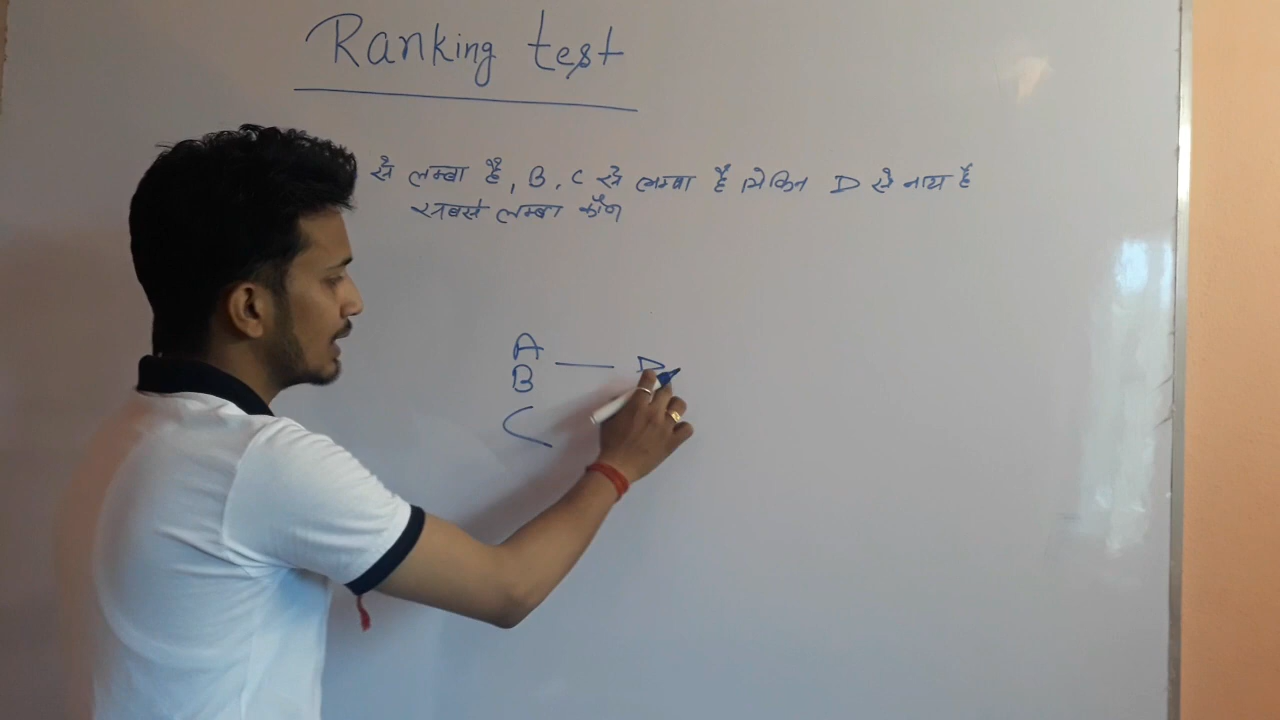 Ranking test
से लम्बा है, B, C से लम्बा है लेकिन D से नाटा है
सबसे लम्बा कौन
A
B — D
C